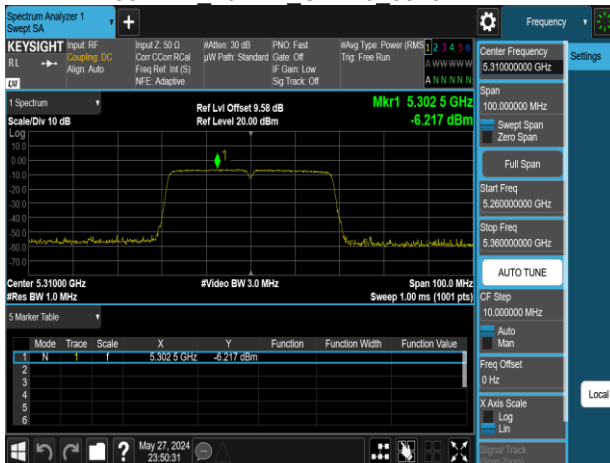 Spectrum Analyzer 1
Swept SA
+
Frequency
KEYSIGHT
RL
LXI
Input: RF
Coupling: DC
Align: Auto
Input Z: 50 Ω
Corr CCorr RCal
Freq Ref: Int (S)
NFE: Adaptive
#Atten: 30 dB
µW Path: Standard
PNO: Fast
Gate: Off
IF Gain: Low
Sig Track: Off
#Avg Type: Power (RMS
Trig: Free Run
1 2 3 4 5 6
A W W W W W
A N N N N N
Center Frequency
5.310000000 GHz
Settings
Span
100.000000 MHz
Swept Span
Zero Span
Full Span
Start Freq
5.260000000 GHz
Stop Freq
5.360000000 GHz
AUTO TUNE
CF Step
10.000000 MHz
Auto
Man
Freq Offset
0 Hz
X Axis Scale
Log
Lin
Signal Track
Local
1 Spectrum
Scale/Div 10 dB
Ref Lvl Offset 9.58 dB
Ref Level 20.00 dBm
Mkr1 5.302 5 GHz
-6.217 dBm
Log
10.0
0.00
-10.0
-20.0
-30.0
-40.0
-50.0
-60.0
-70.0
1
Center 5.31000 GHz
#Res BW 1.0 MHz
#Video BW 3.0 MHz
Span 100.0 MHz
Sweep 1.00 ms (1001 pts)
5 Marker Table
Mode Trace Scale X Y Function Function Width Function Value
1 N 1 f 5.302 5 GHz -6.217 dBm
2
3
4
5
6
?
May 27, 2024
23:50:31